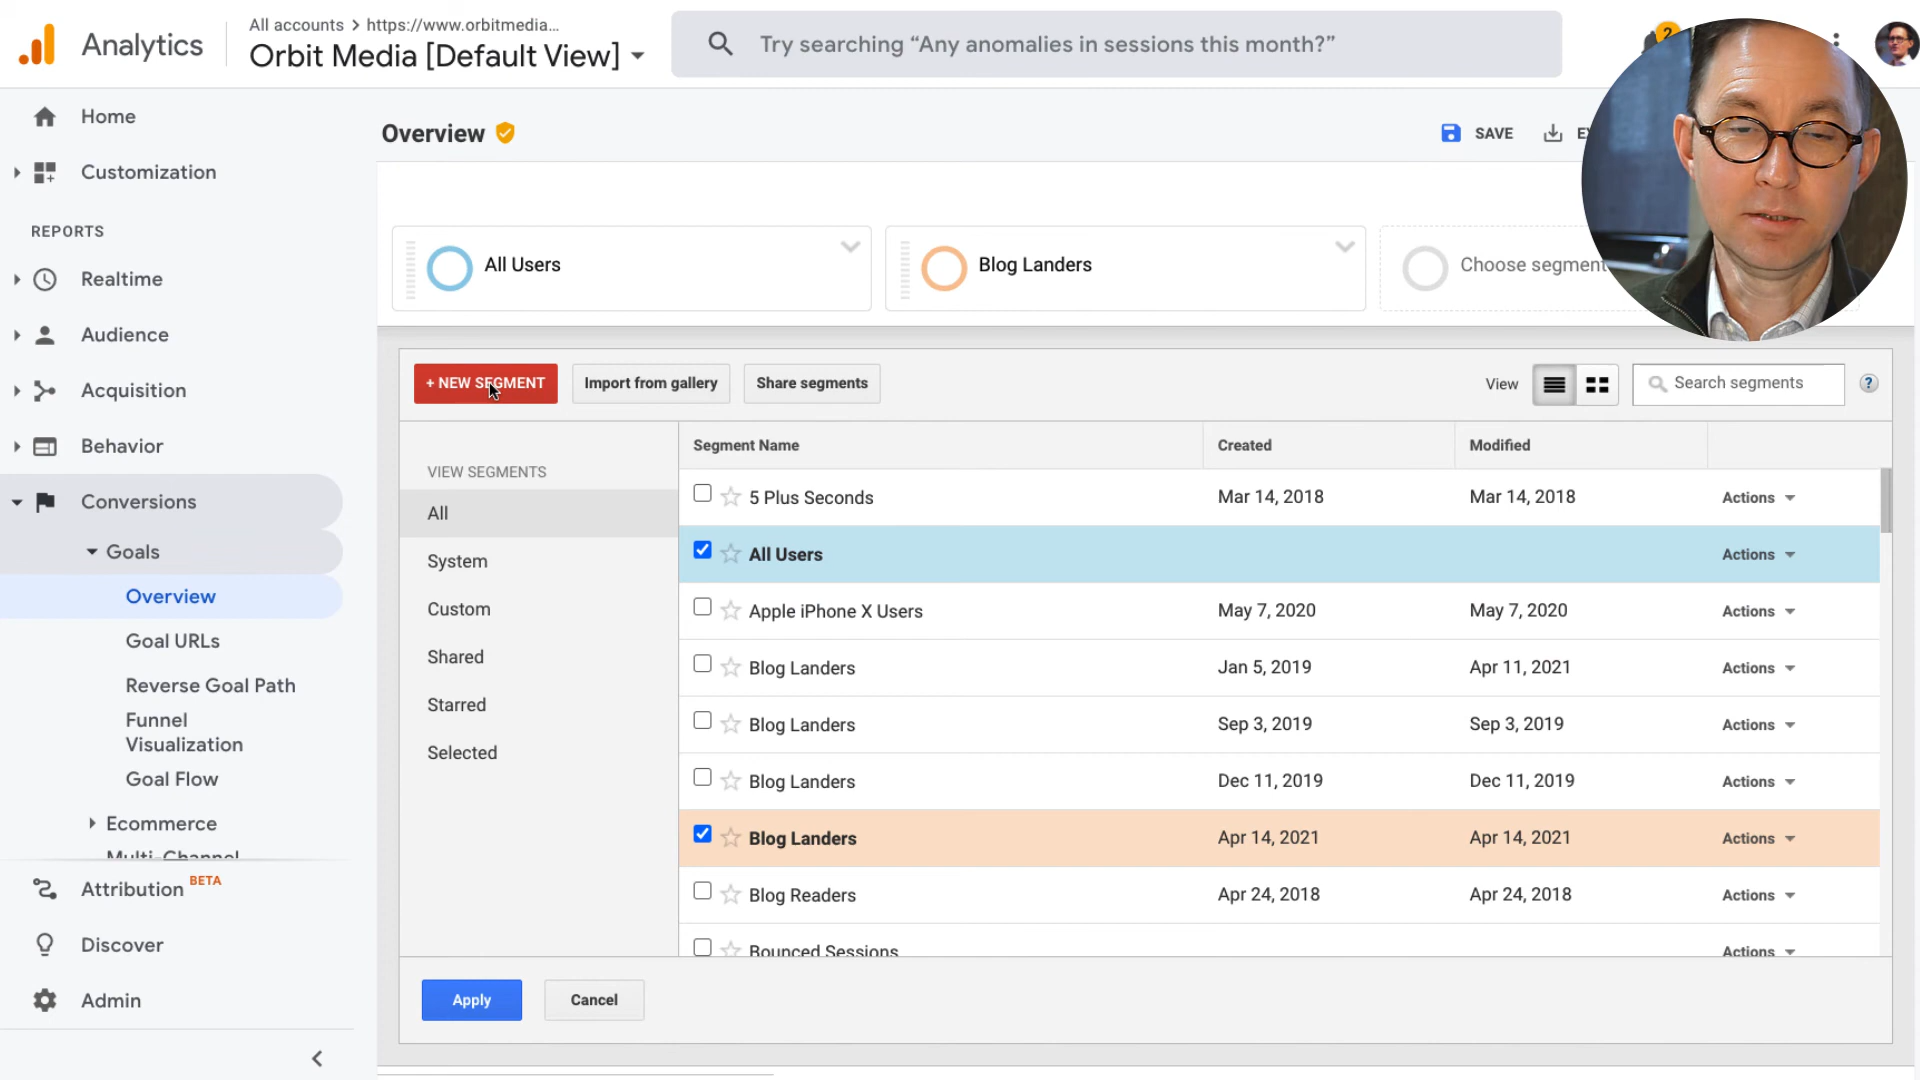 Analytics
All accounts > https://www.orbitmedia...
Orbit Media [Default View]
Try searching “Any anomalies in sessions this month?”
2
Home
Customization
REPORTS
Realtime
Audience
Acquisition
Behavior
Conversions
Goals
Overview
Goal URLs
Reverse Goal Path
Funnel
Visualization
Goal Flow
Ecommerce
Multi-Channel
Attribution BETA
Discover
Admin
Overview
SAVE
All Users
Blog Landers
Choose segment
+ NEW SEGMENT
Import from gallery
Share segments
View
Search segments
?
VIEW SEGMENTS
All
System
Custom
Shared
Starred
Selected
Segment Name Created Modified
5 Plus Seconds Mar 14, 2018 Mar 14, 2018 Actions
All Users Actions
Apple iPhone X Users May 7, 2020 May 7, 2020 Actions
Blog Landers Jan 5, 2019 Apr 11, 2021 Actions
Blog Landers Sep 3, 2019 Sep 3, 2019 Actions
Blog Landers Dec 11, 2019 Dec 11, 2019 Actions
Blog Landers Apr 14, 2021 Apr 14, 2021 Actions
Blog Readers Apr 24, 2018 Apr 24, 2018 Actions
Bounced Sessions Actions
Apply
Cancel